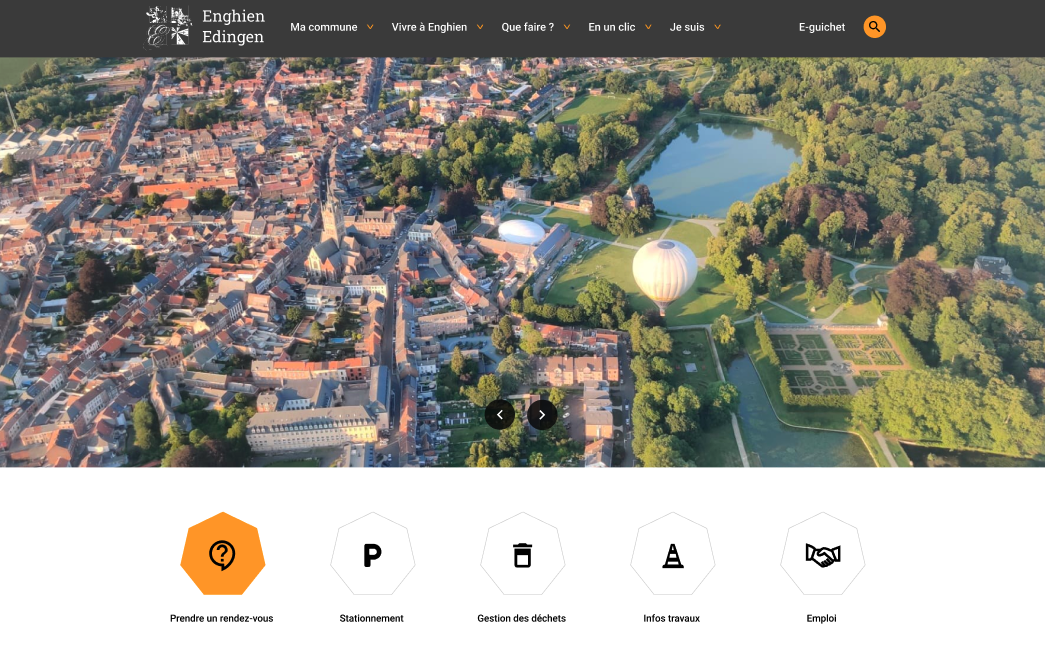 Enghien
Edingen
Ma commune
Vivre à Enghien
Que faire ?
En un clic
Je suis
E-guichet
P
Prendre un rendez-vous
Stationnement
Gestion des déchets
Infos travaux
Emploi